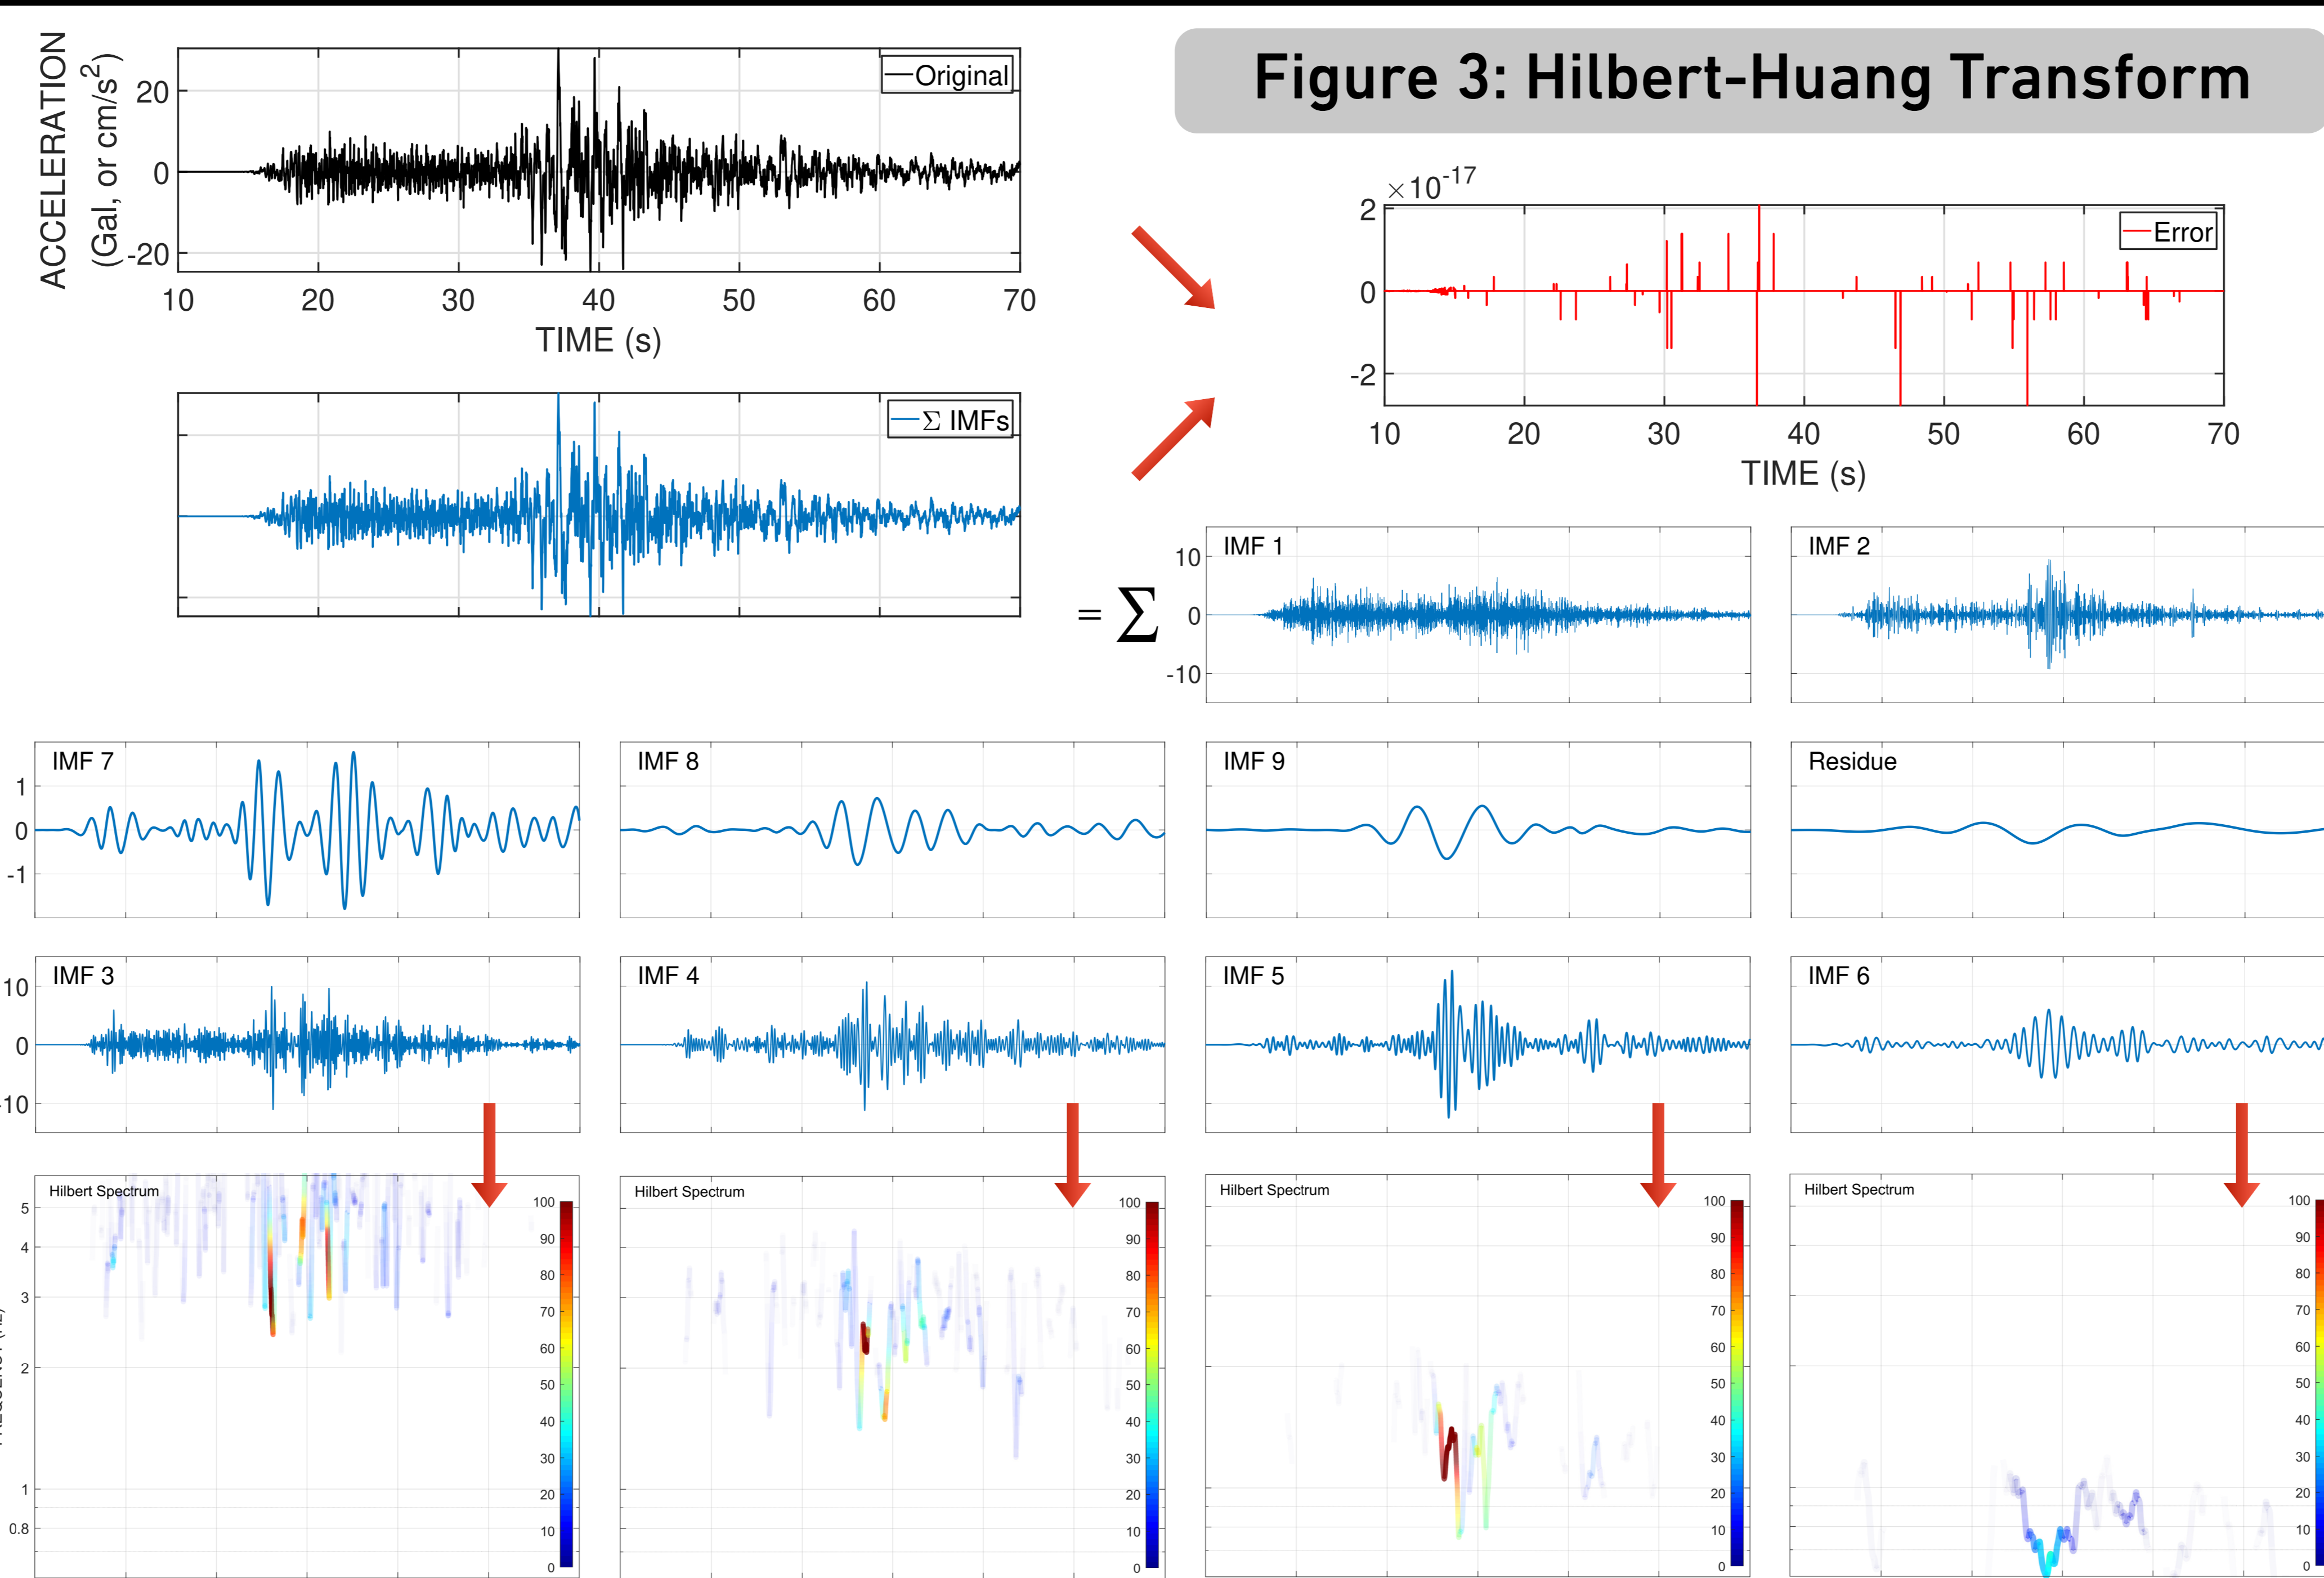 Figure 3: Hilbert-Huang Transform
ACCELERATION
(Gal, or cm/s²)
20
0
-20
Original
10 20 30 40 50 60 70
TIME (s)
×10⁻¹⁷
2
0
-2
Error
10 20 30 40 50 60 70
TIME (s)
Σ IMFs
= Σ
IMF 1
10
0
-10
IMF 2
IMF 7
1
0
-1
IMF 8
IMF 9
Residue
IMF 3
10
0
10
IMF 4
IMF 5
IMF 6
Hilbert Spectrum
5
4
3
2
1
0.8
100
90
80
70
60
50
40
30
20
10
0
Hilbert Spectrum
100
90
80
70
60
50
40
30
20
10
0
Hilbert Spectrum
100
90
80
70
60
50
40
30
20
10
0
Hilbert Spectrum
100
90
80
70
60
50
40
30
20
10
0